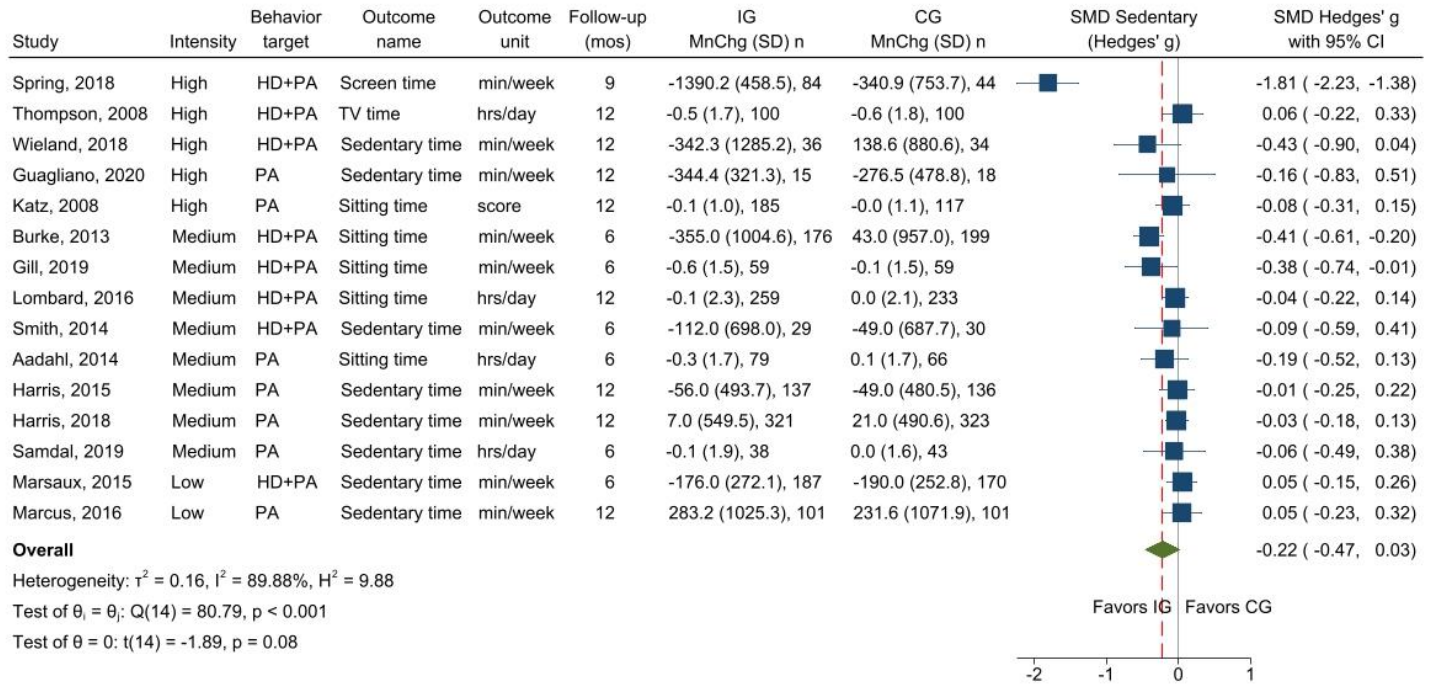 Behavior Outcome Outcome Follow-up IG CG SMD Sedentary SMD Hedges' g
Study Intensity target name unit (mos) MnChg (SD) n MnChg (SD) n (Hedges' g) with 95% CI
Spring, 2018 High HD+PA Screen time min/week 9 -1390.2 (458.5), 84 -340.9 (753.7), 44 -1.81 ( -2.23, -1.38)
Thompson, 2008 High HD+PA TV time hrs/day 12 -0.5 (1.7), 100 -0.6 (1.8), 100 0.06 ( -0.22, 0.33)
Wieland, 2018 High HD+PA Sedentary time min/week 12 -342.3 (1285.2), 36 138.6 (880.6), 34 -0.43 ( -0.90, 0.04)
Guagliano, 2020 High PA Sedentary time min/week 12 -344.4 (321.3), 15 -276.5 (478.8), 18 -0.16 ( -0.83, 0.51)
Katz, 2008 High PA Sitting time score 12 -0.1 (1.0), 185 -0.0 (1.1), 117 -0.08 ( -0.31, 0.15)
Burke, 2013 Medium HD+PA Sitting time min/week 6 -355.0 (1004.6), 176 43.0 (957.0), 199 -0.41 ( -0.61, -0.20)
Gill, 2019 Medium HD+PA Sitting time min/week 6 -0.6 (1.5), 59 -0.1 (1.5), 59 -0.38 ( -0.74, -0.01)
Lombard, 2016 Medium HD+PA Sitting time hrs/day 12 -0.1 (2.3), 259 0.0 (2.1), 233 -0.04 ( -0.22, 0.14)
Smith, 2014 Medium HD+PA Sedentary time min/week 6 -112.0 (698.0), 29 -49.0 (687.7), 30 -0.09 ( -0.59, 0.41)
Aadahl, 2014 Medium PA Sitting time hrs/day 6 -0.3 (1.7), 79 0.1 (1.7), 66 -0.19 ( -0.52, 0.13)
Harris, 2015 Medium PA Sedentary time min/week 12 -56.0 (493.7), 137 -49.0 (480.5), 136 -0.01 ( -0.25, 0.22)
Harris, 2018 Medium PA Sedentary time min/week 12 7.0 (549.5), 321 21.0 (490.6), 323 -0.03 ( -0.18, 0.13)
Samdal, 2019 Medium PA Sedentary time hrs/day 6 -0.1 (1.9), 38 0.0 (1.6), 43 -0.06 ( -0.49, 0.38)
Marsaux, 2015 Low HD+PA Sedentary time min/week 6 -176.0 (272.1), 187 -190.0 (252.8), 170 0.05 ( -0.15, 0.26)
Marcus, 2016 Low PA Sedentary time min/week 12 283.2 (1025.3), 101 231.6 (1071.9), 101 0.05 ( -0.23, 0.32)
Overall -0.22 ( -0.47, 0.03)
Heterogeneity: τ² = 0.16, I² = 89.88%, H² = 9.88
Test of θᵢ = θⱼ: Q(14) = 80.79, p < 0.001 Favors IG Favors CG
Test of θ = 0: t(14) = -1.89, p = 0.08
-2 -1 0 1